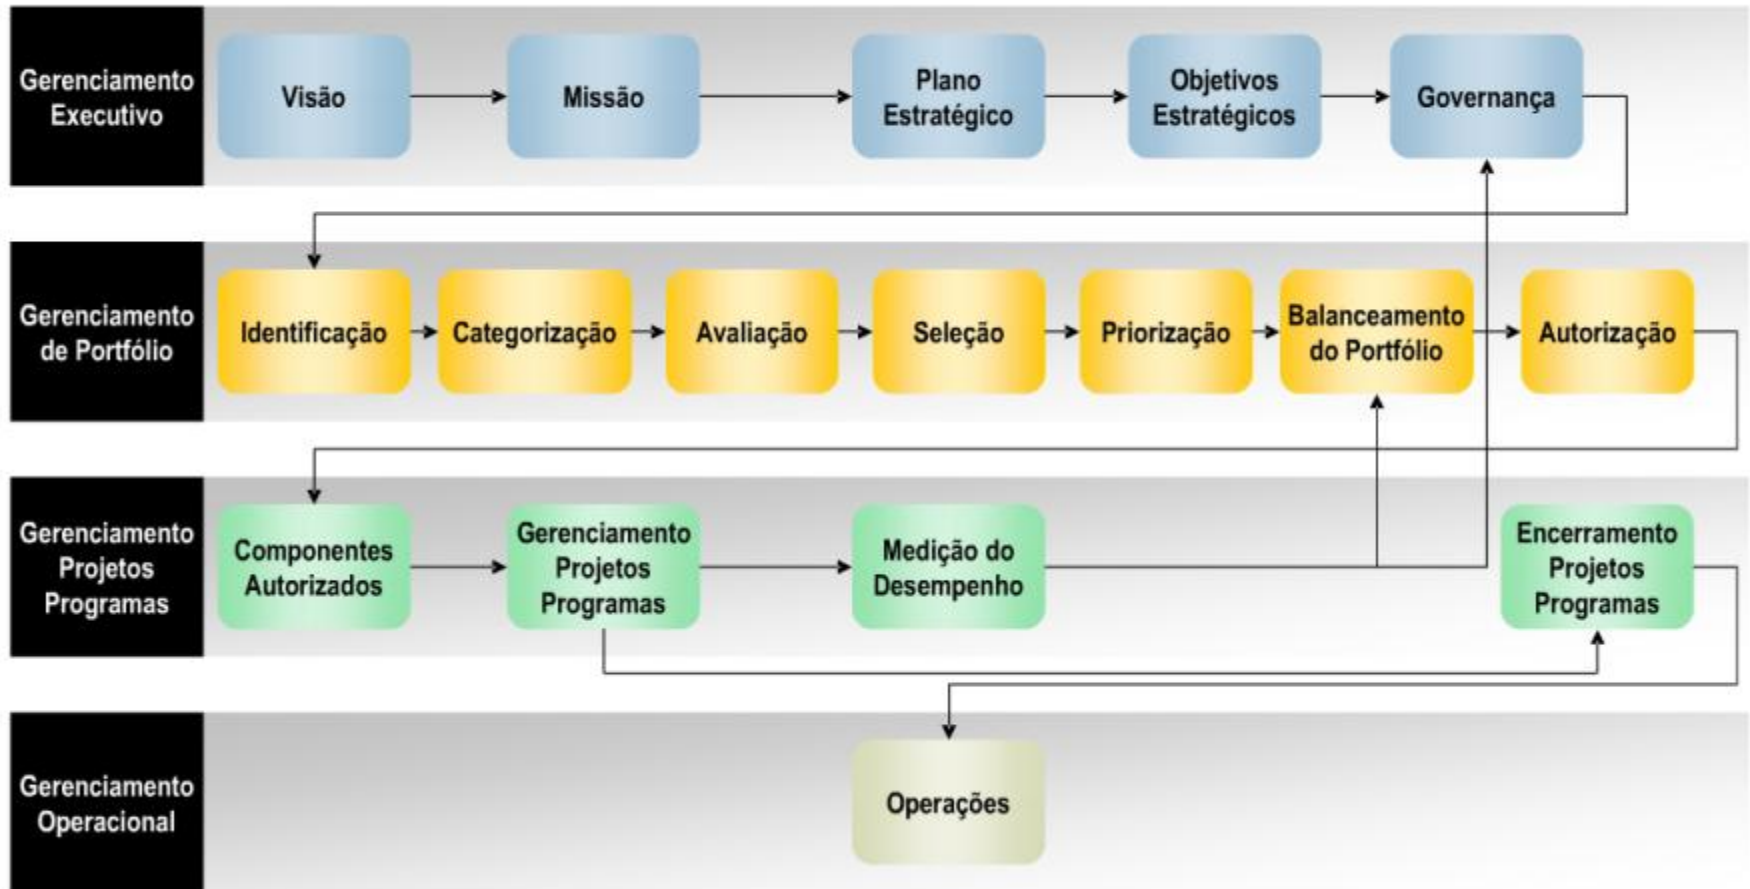 Gerenciamento
Executivo
Visão
Missão
Plano
Estratégico
Objetivos
Estratégicos
Governança
Gerenciamento
de Portfólio
Identificação
Categorização
Avaliação
Seleção
Priorização
Balanceamento
do Portfólio
Autorização
Gerenciamento
Projetos
Programas
Componentes
Autorizados
Gerenciamento
Projetos
Programas
Medição do
Desempenho
Encerramento
Projetos
Programas
Gerenciamento
Operacional
Operações